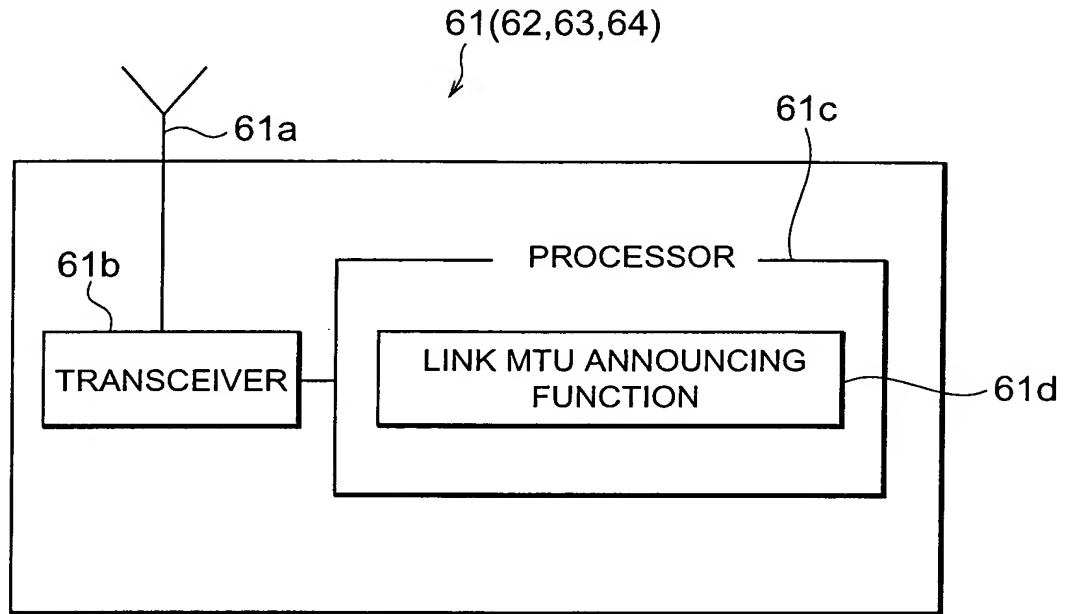 61(62,63,64)
61a
61c
PROCESSOR
61b
TRANSCEIVER
LINK MTU ANNOUNCING
FUNCTION
61d